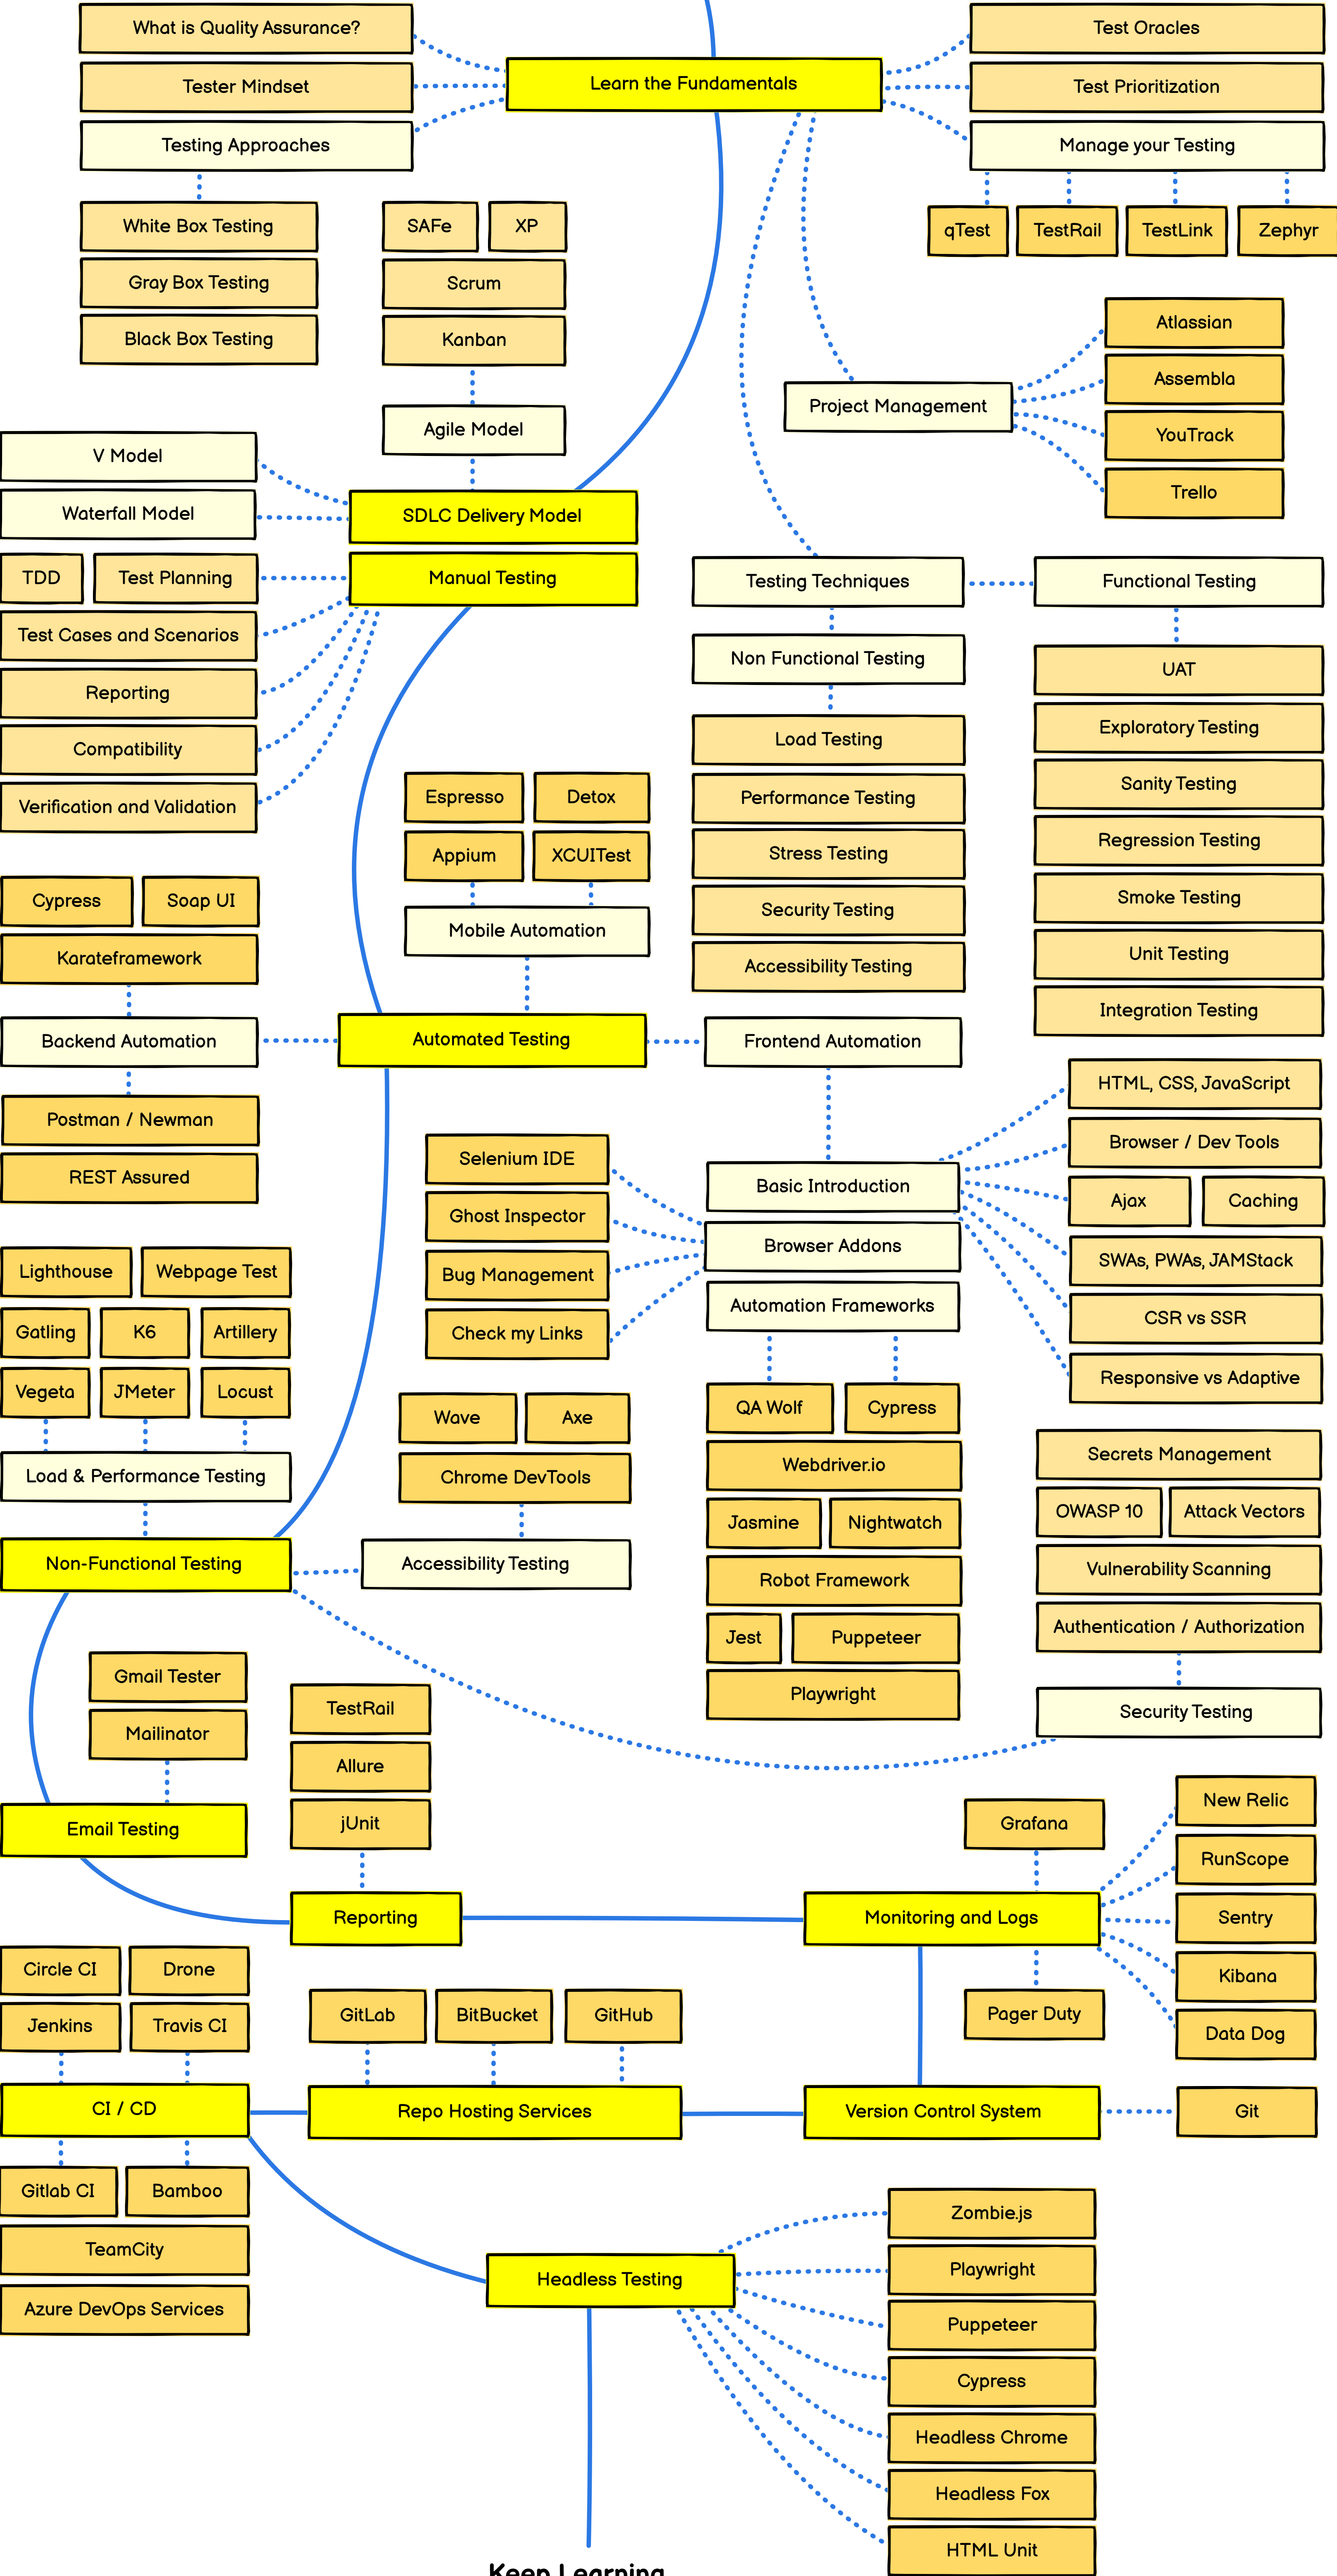 What is Quality Assurance?
Tester Mindset
Testing Approaches
Learn the Fundamentals
Test Oracles
Test Prioritization
Manage your Testing
qTest
TestRail
TestLink
Zephyr
White Box Testing
Gray Box Testing
Black Box Testing
SAFe
XP
Scrum
Kanban
Agile Model
Project Management
Atlassian
Assembla
YouTrack
Trello
V Model
Waterfall Model
SDLC Delivery Model
Manual Testing
TDD
Test Planning
Test Cases and Scenarios
Reporting
Compatibility
Verification and Validation
Testing Techniques
Functional Testing
Non Functional Testing
Load Testing
Performance Testing
Stress Testing
Security Testing
Accessibility Testing
UAT
Exploratory Testing
Sanity Testing
Regression Testing
Smoke Testing
Unit Testing
Integration Testing
Espresso
Detox
Appium
XCUITest
Mobile Automation
Cypress
Soap UI
Karateframework
Backend Automation
Automated Testing
Frontend Automation
Postman / Newman
REST Assured
HTML, CSS, JavaScript
Browser / Dev Tools
Ajax
Caching
SWAs, PWAs, JAMStack
CSR vs SSR
Responsive vs Adaptive
Basic Introduction
Browser Addons
Automation Frameworks
Selenium IDE
Ghost Inspector
Bug Management
Check my Links
Lighthouse
Webpage Test
Gatling
K6
Artillery
Vegeta
JMeter
Locust
Load & Performance Testing
Non-Functional Testing
Wave
Axe
Chrome DevTools
Accessibility Testing
QA Wolf
Cypress
Webdriver.io
Jasmine
Nightwatch
Robot Framework
Jest
Puppeteer
Playwright
Secrets Management
OWASP 10
Attack Vectors
Vulnerability Scanning
Authentication / Authorization
Security Testing
Gmail Tester
Mailinator
Email Testing
TestRail
Allure
jUnit
Reporting
Grafana
Monitoring and Logs
Pager Duty
New Relic
RunScope
Sentry
Kibana
Data Dog
Circle CI
Drone
Jenkins
Travis CI
CI / CD
GitLab
BitBucket
GitHub
Repo Hosting Services
Version Control System
Git
Gitlab CI
Bamboo
TeamCity
Azure DevOps Services
Headless Testing
Zombie.js
Playwright
Puppeteer
Cypress
Headless Chrome
Headless Fox
HTML Unit
Keep Learning